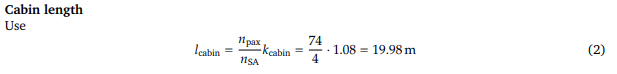 Cabin length
Use
l_cabin = n_pax / n_SA k_cabin = 74 / 4 · 1.08 = 19.98 m (2)